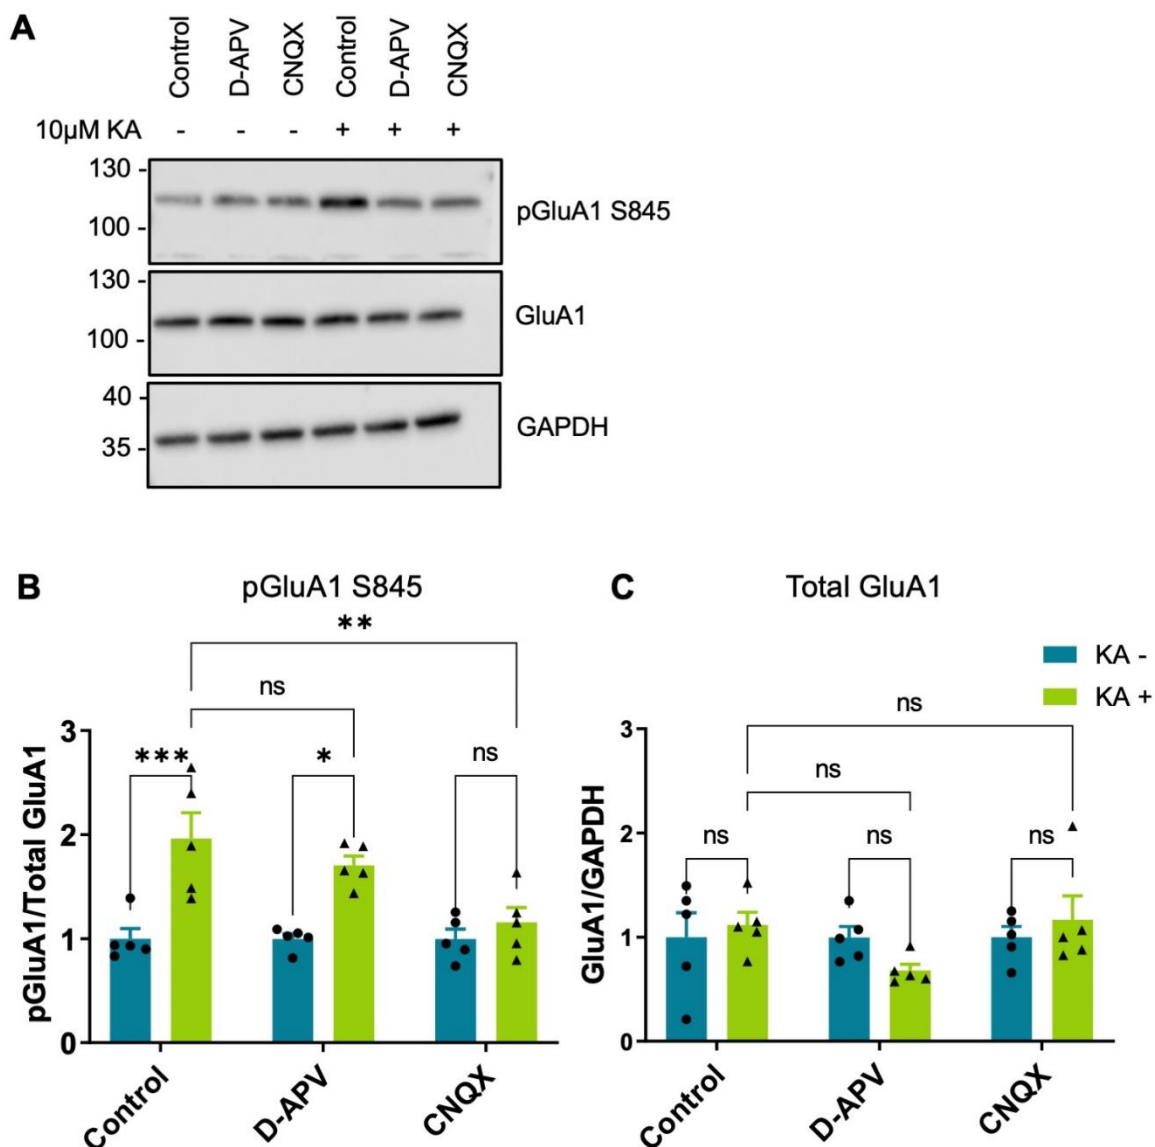 A
Control
D-APV
CNQX
Control
D-APV
CNQX
10µM KA - - - + + +
130 -
100 -
pGluA1 S845
130 -
100 -
GluA1
40 -
35 -
GAPDH
B
pGluA1 S845
**
ns
***
*
ns
pGluA1/Total GluA1
3
2
1
0
Control
D-APV
CNQX
C
Total GluA1
KA -
KA +
ns
ns
ns
ns
ns
GluA1/GAPDH
3
2
1
0
Control
D-APV
CNQX